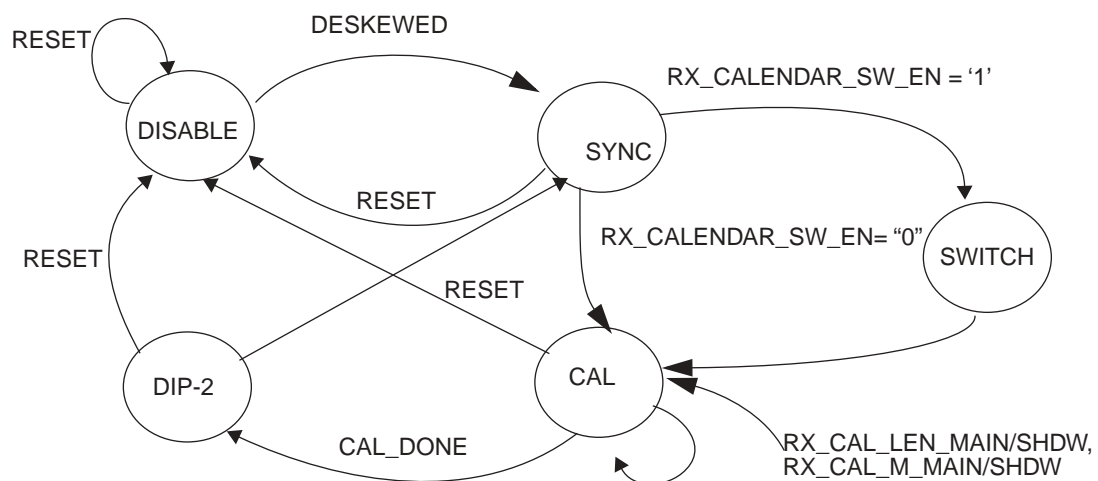 DESKEWED
RESET
RX_CALENDAR_SW_EN = ‘1’
DISABLE
SYNC
RESET
RX_CALENDAR_SW_EN= “0”
SWITCH
RESET
RESET
CAL
DIP-2
CAL_DONE
RX_CAL_LEN_MAIN/SHDW,
RX_CAL_M_MAIN/SHDW